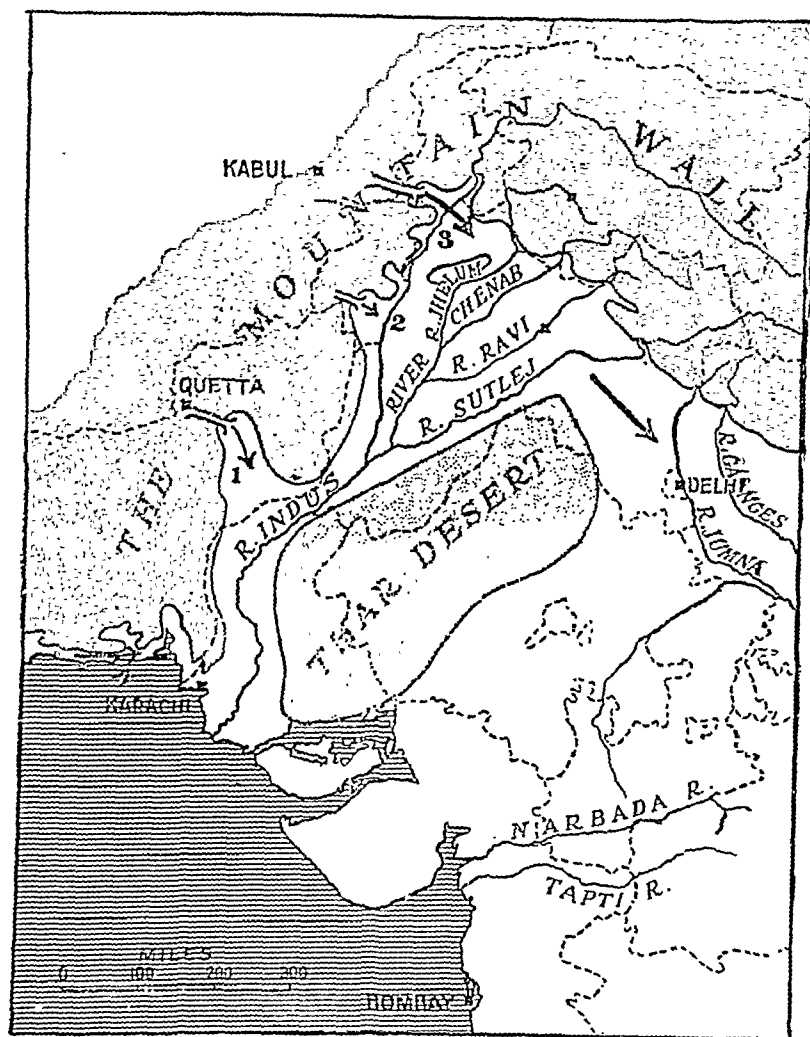 THE MOUNTAIN WALL
KABUL
3
R. JHELUM
CHENAB
2
RIVER
R. RAVI
QUETTA
R. SUTLEJ
1
R. INDUS
DELHI
R. GANGES
R. JUMNA
THAR DESERT
KARACHI
NARBADA R.
TAPTI R.
MILES
0 100 200 300
BOMBAY